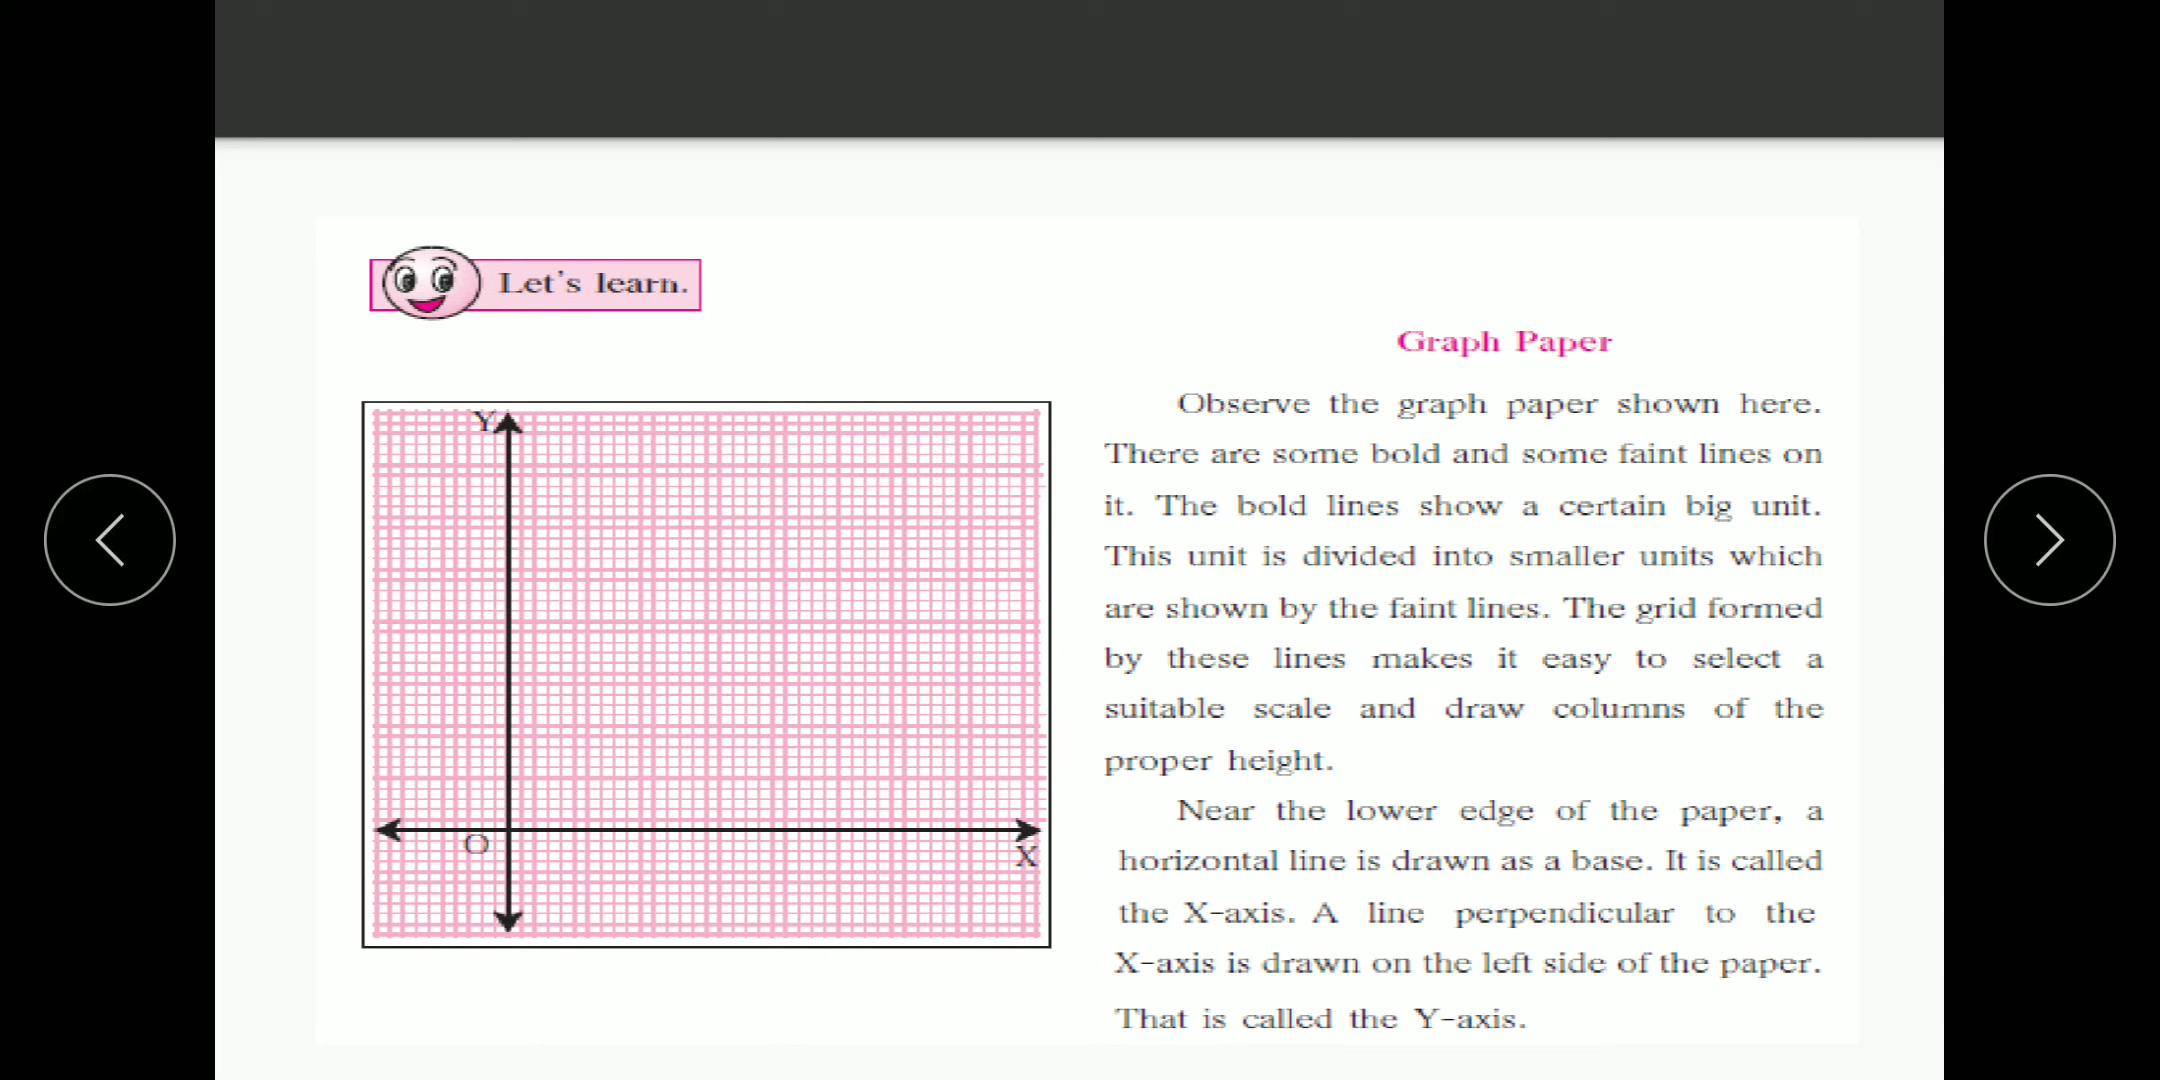 Let's learn.
Graph Paper
Y
O
X
Observe the graph paper shown here.
There are some bold and some faint lines on
it. The bold lines show a certain big unit.
This unit is divided into smaller units which
are shown by the faint lines. The grid formed
by these lines makes it easy to select a
suitable scale and draw columns of the
proper height.
Near the lower edge of the paper, a
horizontal line is drawn as a base. It is called
the X-axis. A line perpendicular to the
X-axis is drawn on the left side of the paper.
That is called the Y-axis.